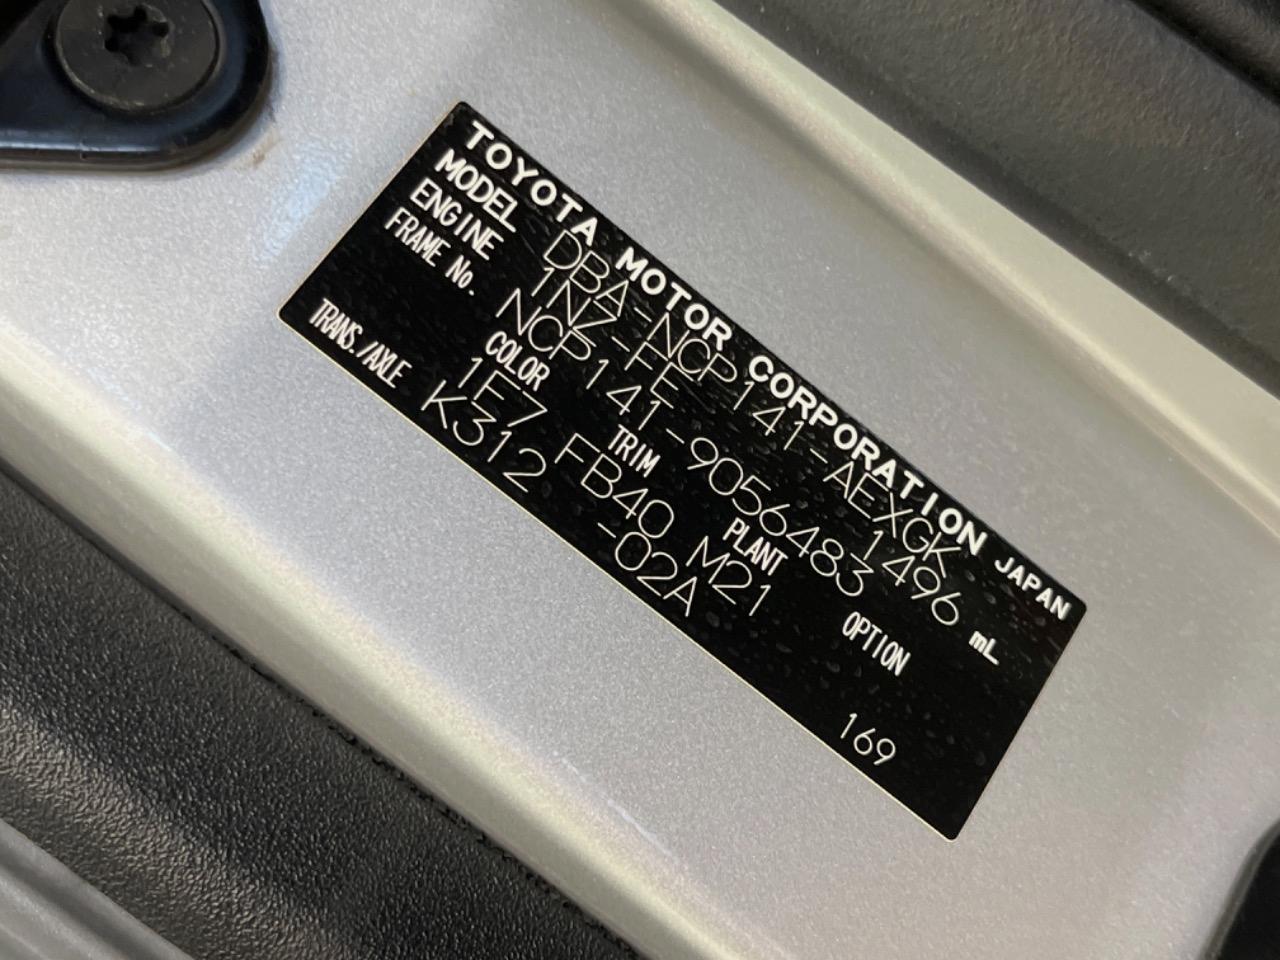 TOYOTA MOTOR CORPORATION JAPAN
MODEL DBA-NCP141-AEXGK
ENGINE 1NZ-FE 1496 mL
FRAME No. NCP141-9056483
COLOR TRIM PLANT OPTION
1F7 FB40 M21
TRANS./AXLE K312 -02A
169